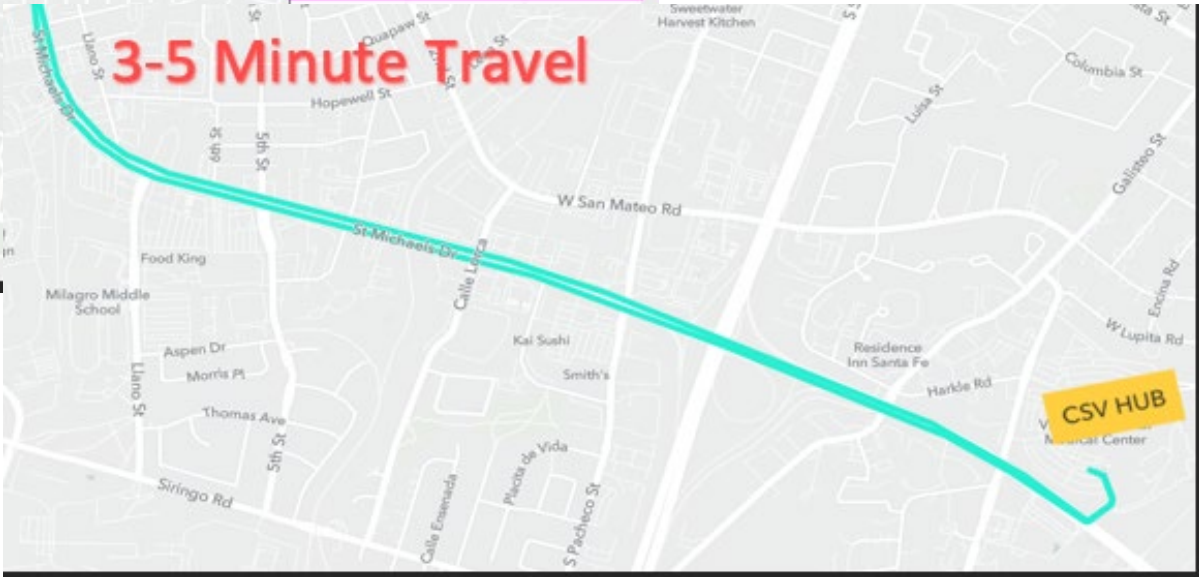 Sweetwater
Harvest Kitchen
Quapaw St
Llano St
St Michaels Dr
3-5 Minute Travel
2nd St
Columbia St
Hopewell St
Luisa St
6th St
5th St
Galisteo St
W San Mateo Rd
St Michaels Dr
Calle Lorca
Food King
Encina Rd
Milagro Middle
School
W Lupita Rd
Kai Sushi
Aspen Dr
Residence
Inn Santa Fe
Morris Pl
Smith's
Harkle Rd
Llano St
Thomas Ave
CSV HUB
Medical Center
5th St
Placita de Vida
Siringo Rd
Calle Ensenada
S Pacheco St